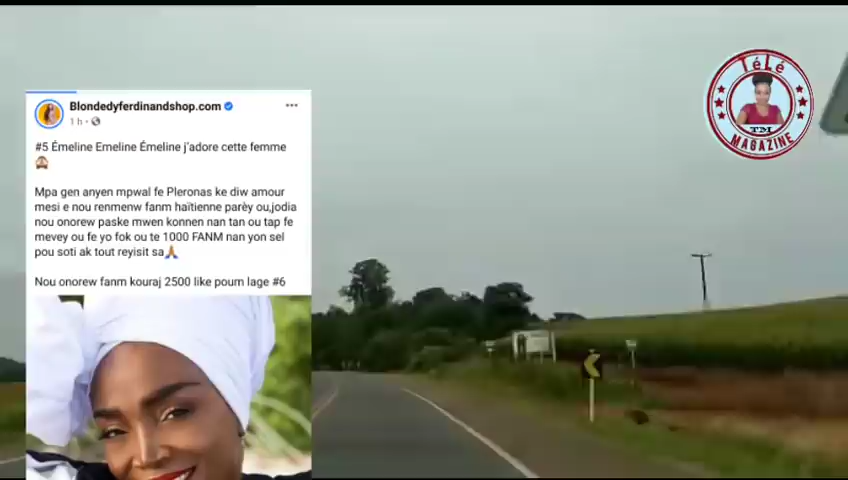 Blondedyferdinandshop.com
1 h
#5 Émeline Emeline Émeline j'adore cette femme
Mpa gen anyen mpwal fe Pleronas ke diw amour
mesi e nou renmenw fanm haïtienne parèy ou,jodia
nou onorew paske mwen konnen nan tan ou tap fe
mevey ou fe yo fok ou te 1000 FANM nan yon sel
pou soti ak tout reyisit sa
Nou onorew fanm kouraj 2500 like pourn lage #6
TéLé
TM
MAGAZINE